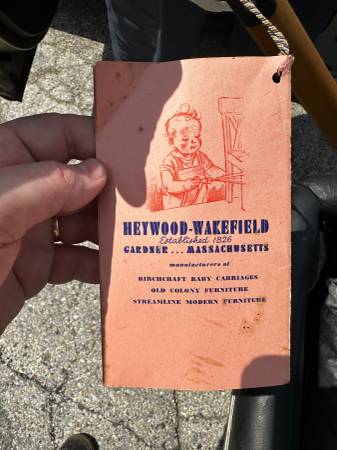 HEYWOOD-WAKEFIELD
Established 1826
GARDNER... MASSACHUSETTS
manufacturers of
BIRCHCRAFT BABY CARRIAGES
OLD COLONY FURNITURE
STREAMLINE MODERN FURNITURE